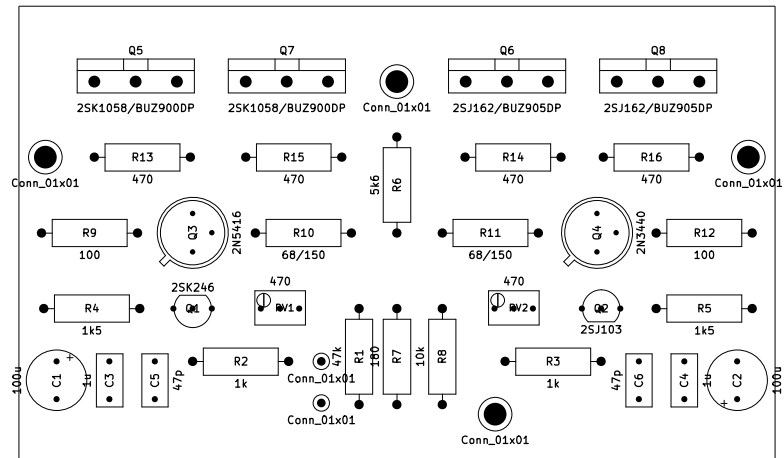 Q5
Q7
Q6
Q8
2SK1058/BUZ900DP
2SK1058/BUZ900DP
Conn_01x01
2SJ162/BUZ905DP
2SJ162/BUZ905DP
R13
R15
R14
R16
Conn_01x01
470
470
5k6
R6
470
470
Conn_01x01
R9
Q3
2N5416
R10
R11
Q4
2N3440
R12
100
68/150
68/150
100
2SK246
470
470
R4
Q1
RV1
RV2
Q2
R5
1k5
2SJ103
1k5
47k
R1
180
R7
10k
R8
R2
R3
100u
C1
1u
C3
C5
47p
1k
Conn_01x01
1k
47p
C6
C4
1u
C2
100u
Conn_01x01
Conn_01x01